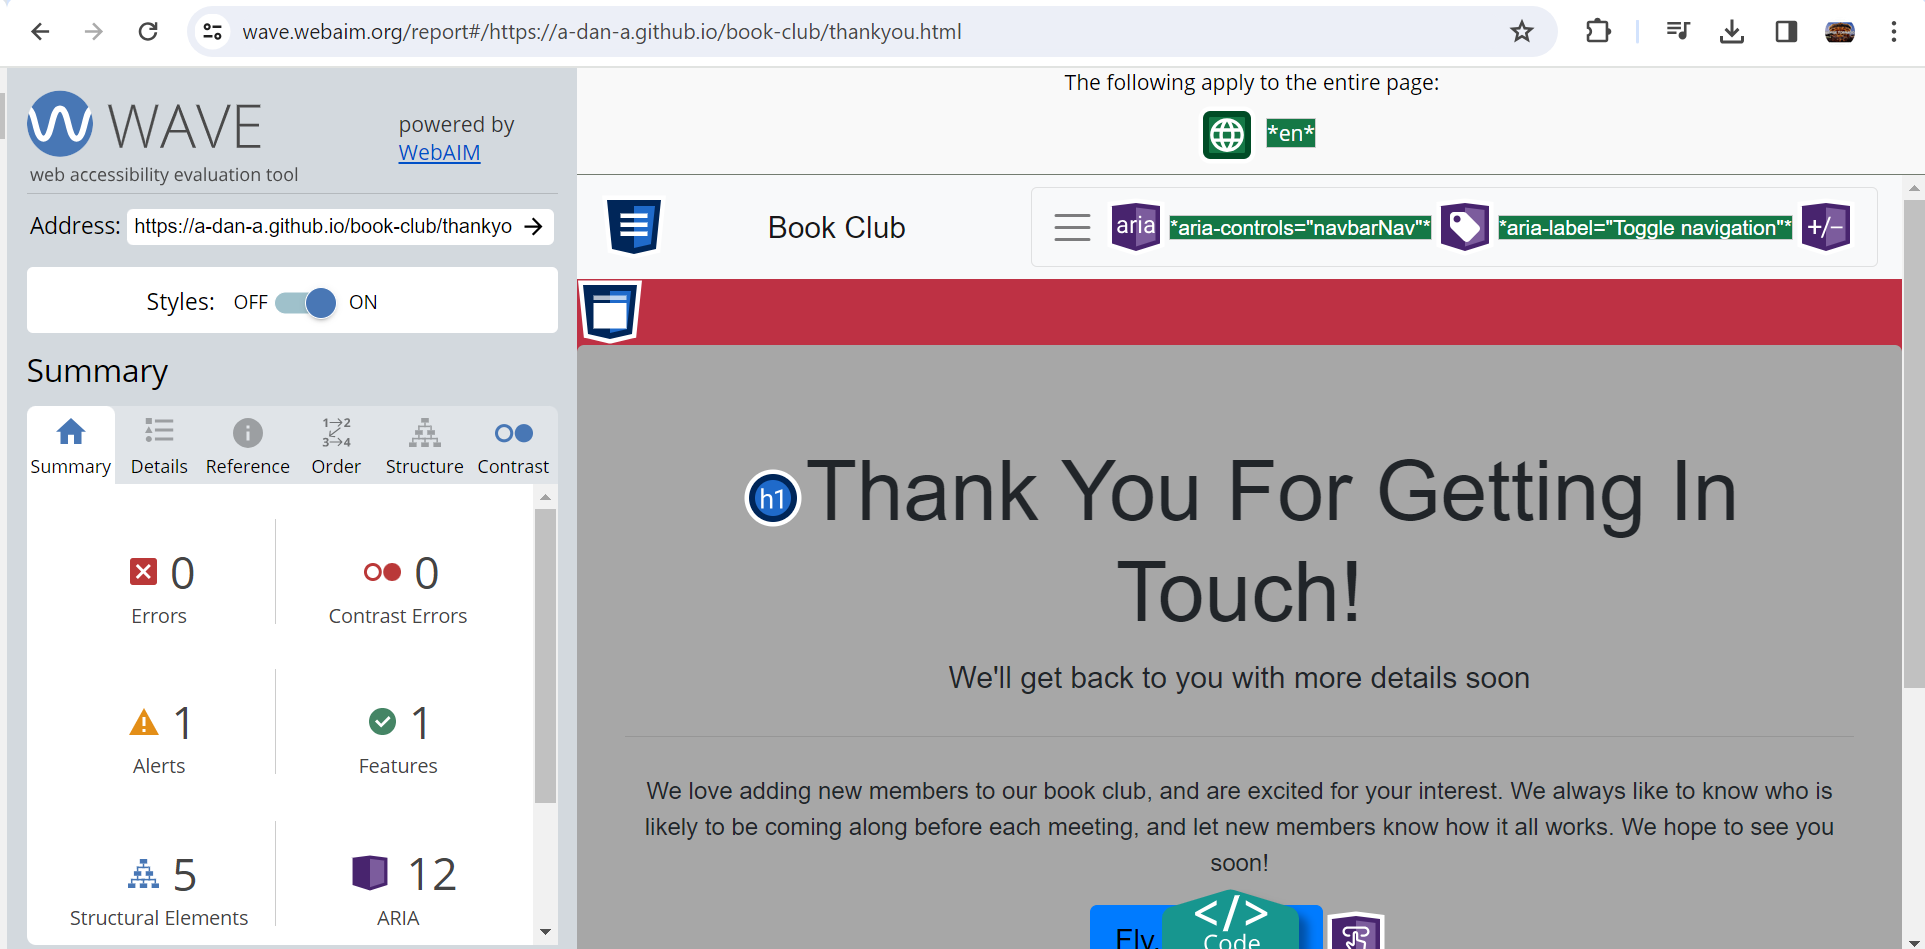 wave.webaim.org/report#/https://a-dan-a.github.io/book-club/thankyou.html
WAVE
powered by
WebAIM
web accessibility evaluation tool
Address: https://a-dan-a.github.io/book-club/thankyo
Styles: OFF ON
Summary
Summary Details Reference Order Structure Contrast
0
Errors
0
Contrast Errors
1
Alerts
1
Features
5
Structural Elements
12
ARIA
The following apply to the entire page:
*en*
Book Club
aria *aria-controls="navbarNav"* *aria-label="Toggle navigation"* +/−
h1 Thank You For Getting In
Touch!
We'll get back to you with more details soon
We love adding new members to our book club, and are excited for your interest. We always like to know who is
likely to be coming along before each meeting, and let new members know how it all works. We hope to see you
soon!
</>
Code